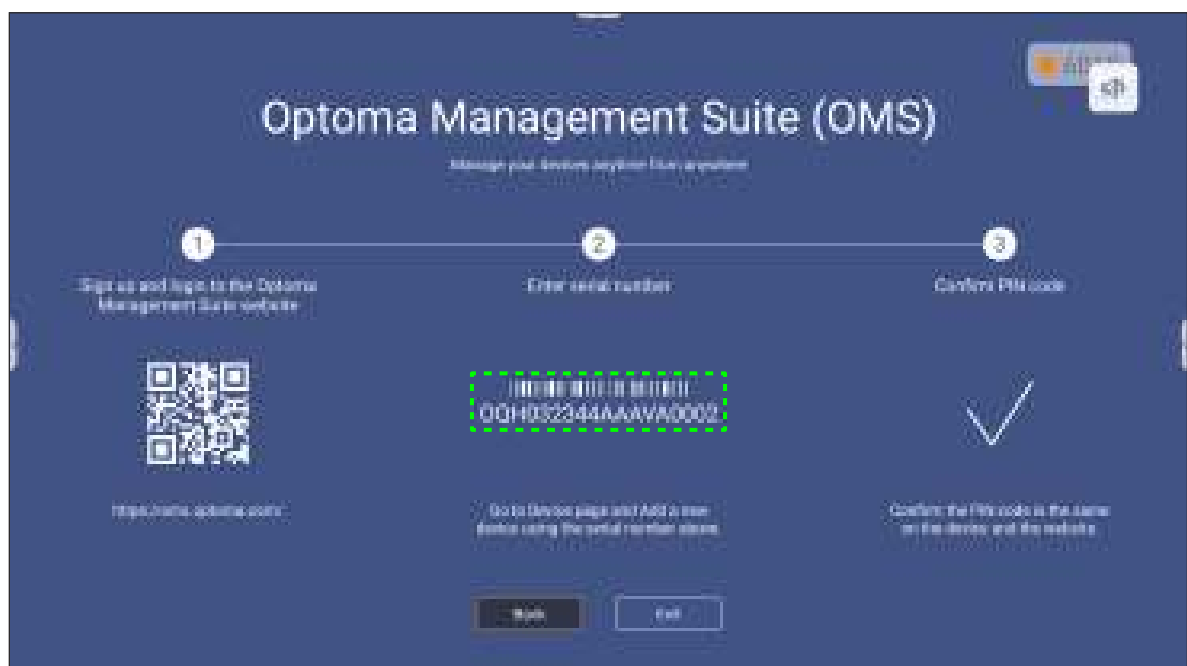 Optoma Management Suite (OMS)
Manage your devices anytime from anywhere
1
2
3
Sign up and login to the Optoma
Management Suite website
Enter serial number
Confirm PIN code
OQH032344AAAVA0002
https://oms.optoma.com/
Go to Device page and Add a new
device using the serial number above.
Confirm the PIN code is the same
on the device and the website.
Back
Exit